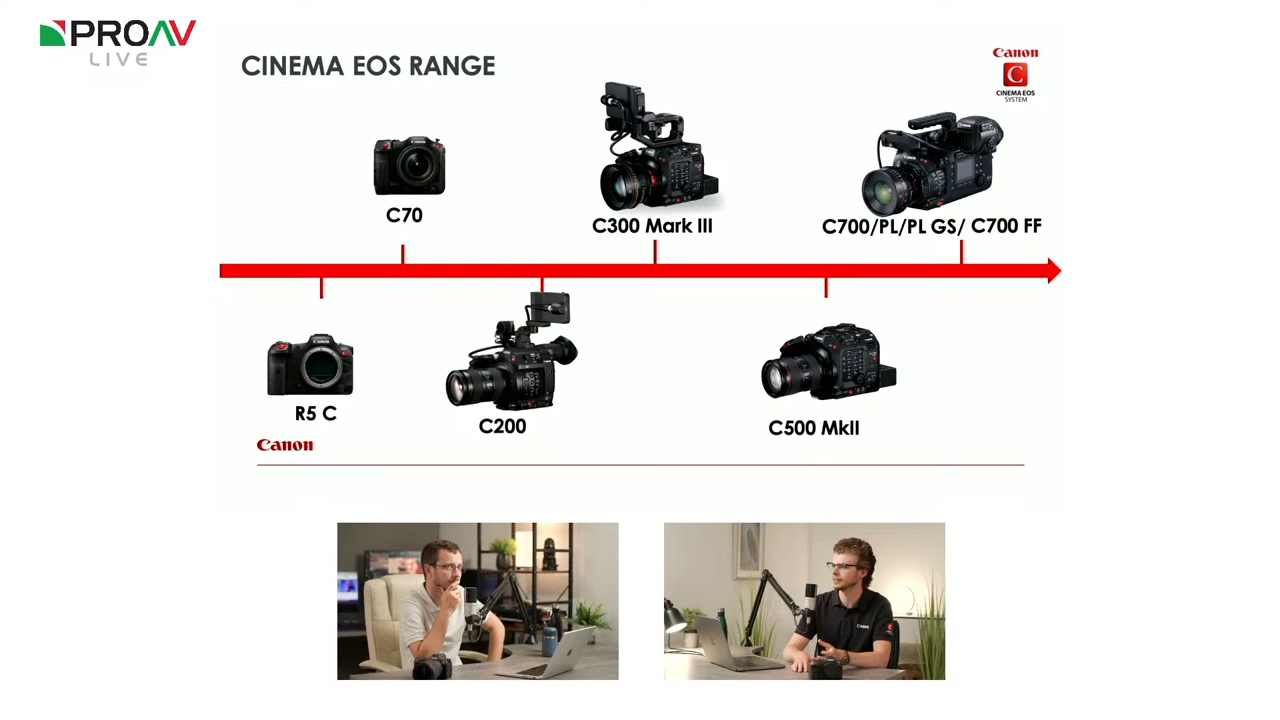 PROAV
LIVE
CINEMA EOS RANGE
Canon
C
CINEMA EOS
SYSTEM
C70
C300 Mark III
C700/PL/PL GS/ C700 FF
R5 C
C200
C500 MkII
Canon